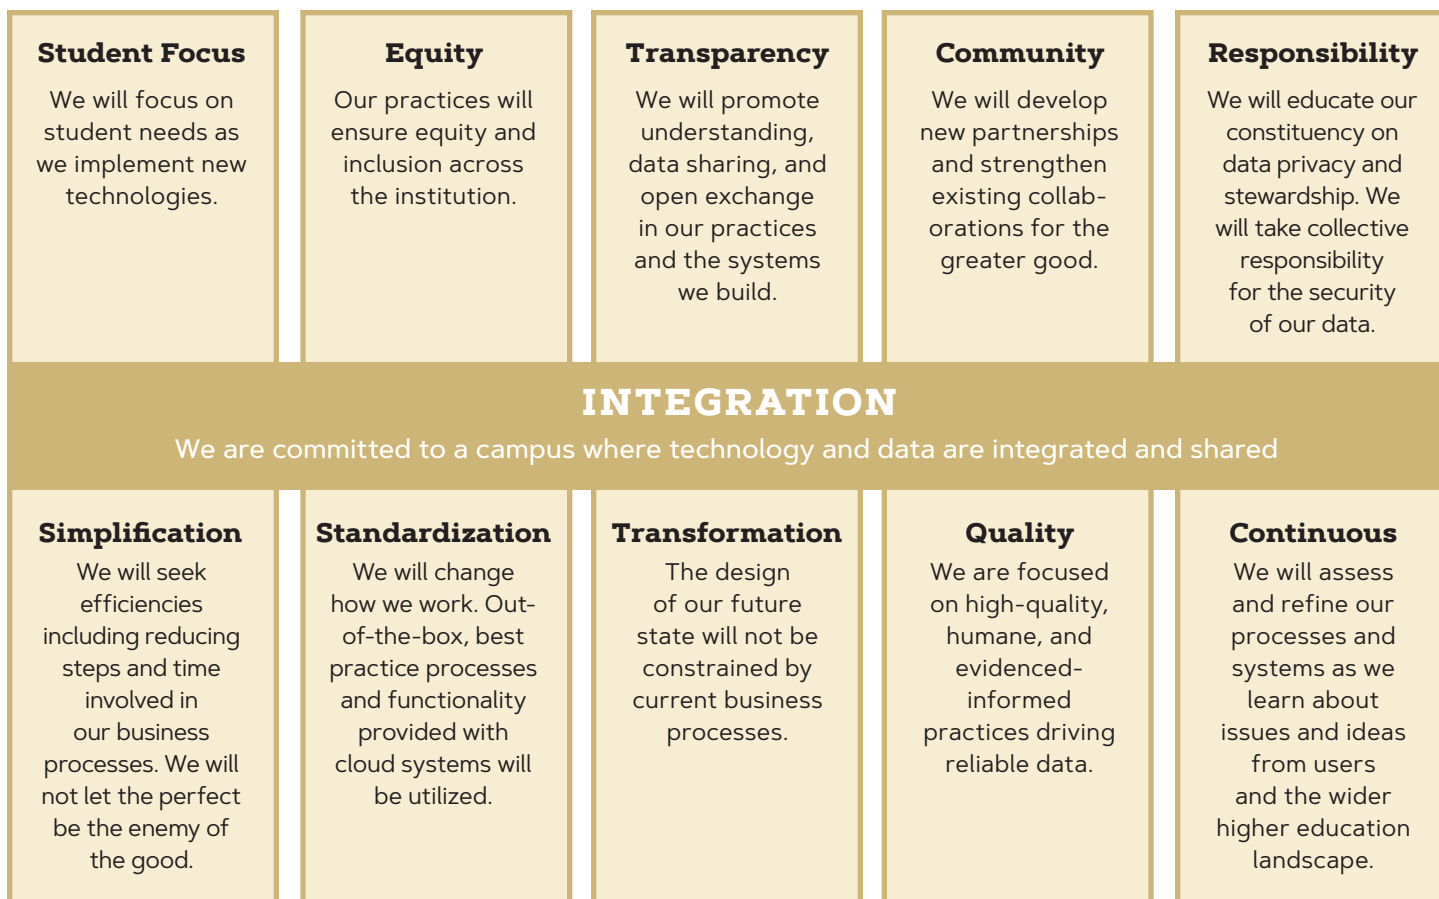 Student Focus
We will focus on
student needs as
we implement new
technologies.
Equity
Our practices will
ensure equity and
inclusion across
the institution.
Transparency
We will promote
understanding,
data sharing, and
open exchange
in our practices
and the systems
we build.
Community
We will develop
new partnerships
and strengthen
existing collab-
orations for the
greater good.
Responsibility
We will educate our
constituency on
data privacy and
stewardship. We
will take collective
responsibility
for the security
of our data.
INTEGRATION
We are committed to a campus where technology and data are integrated and shared
Simplification
We will seek
efficiencies
including reducing
steps and time
involved in
our business
processes. We will
not let the perfect
be the enemy of
the good.
Standardization
We will change
how we work. Out-
of-the-box, best
practice processes
and functionality
provided with
cloud systems will
be utilized.
Transformation
The design
of our future
state will not be
constrained by
current business
processes.
Quality
We are focused
on high-quality,
humane, and
evidenced-
informed
practices driving
reliable data.
Continuous
We will assess
and refine our
processes and
systems as we
learn about
issues and ideas
from users
and the wider
higher education
landscape.